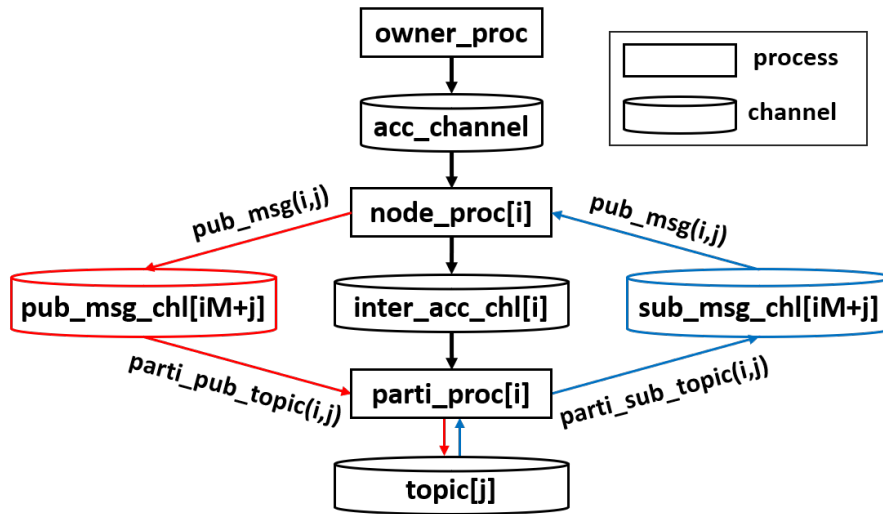 owner_proc
process
channel
acc_channel
pub_msg(i,j)
node_proc[i]
pub_msg(i,j)
pub_msg_chl[iM+j]
inter_acc_chl[i]
sub_msg_chl[iM+j]
parti_pub_topic(i,j)
parti_proc[i]
parti_sub_topic(i,j)
topic[j]